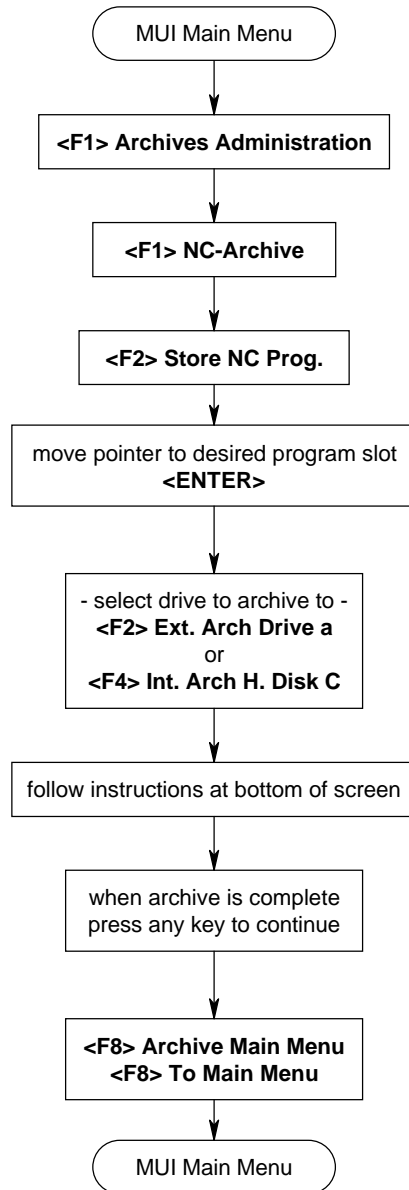 MUI Main Menu
<F1> Archives Administration
<F1> NC-Archive
<F2> Store NC Prog.
move pointer to desired program slot
<ENTER>
- select drive to archive to -
<F2> Ext. Arch Drive a
or
<F4> Int. Arch H. Disk C
follow instructions at bottom of screen
when archive is complete
press any key to continue
<F8> Archive Main Menu
<F8> To Main Menu
MUI Main Menu